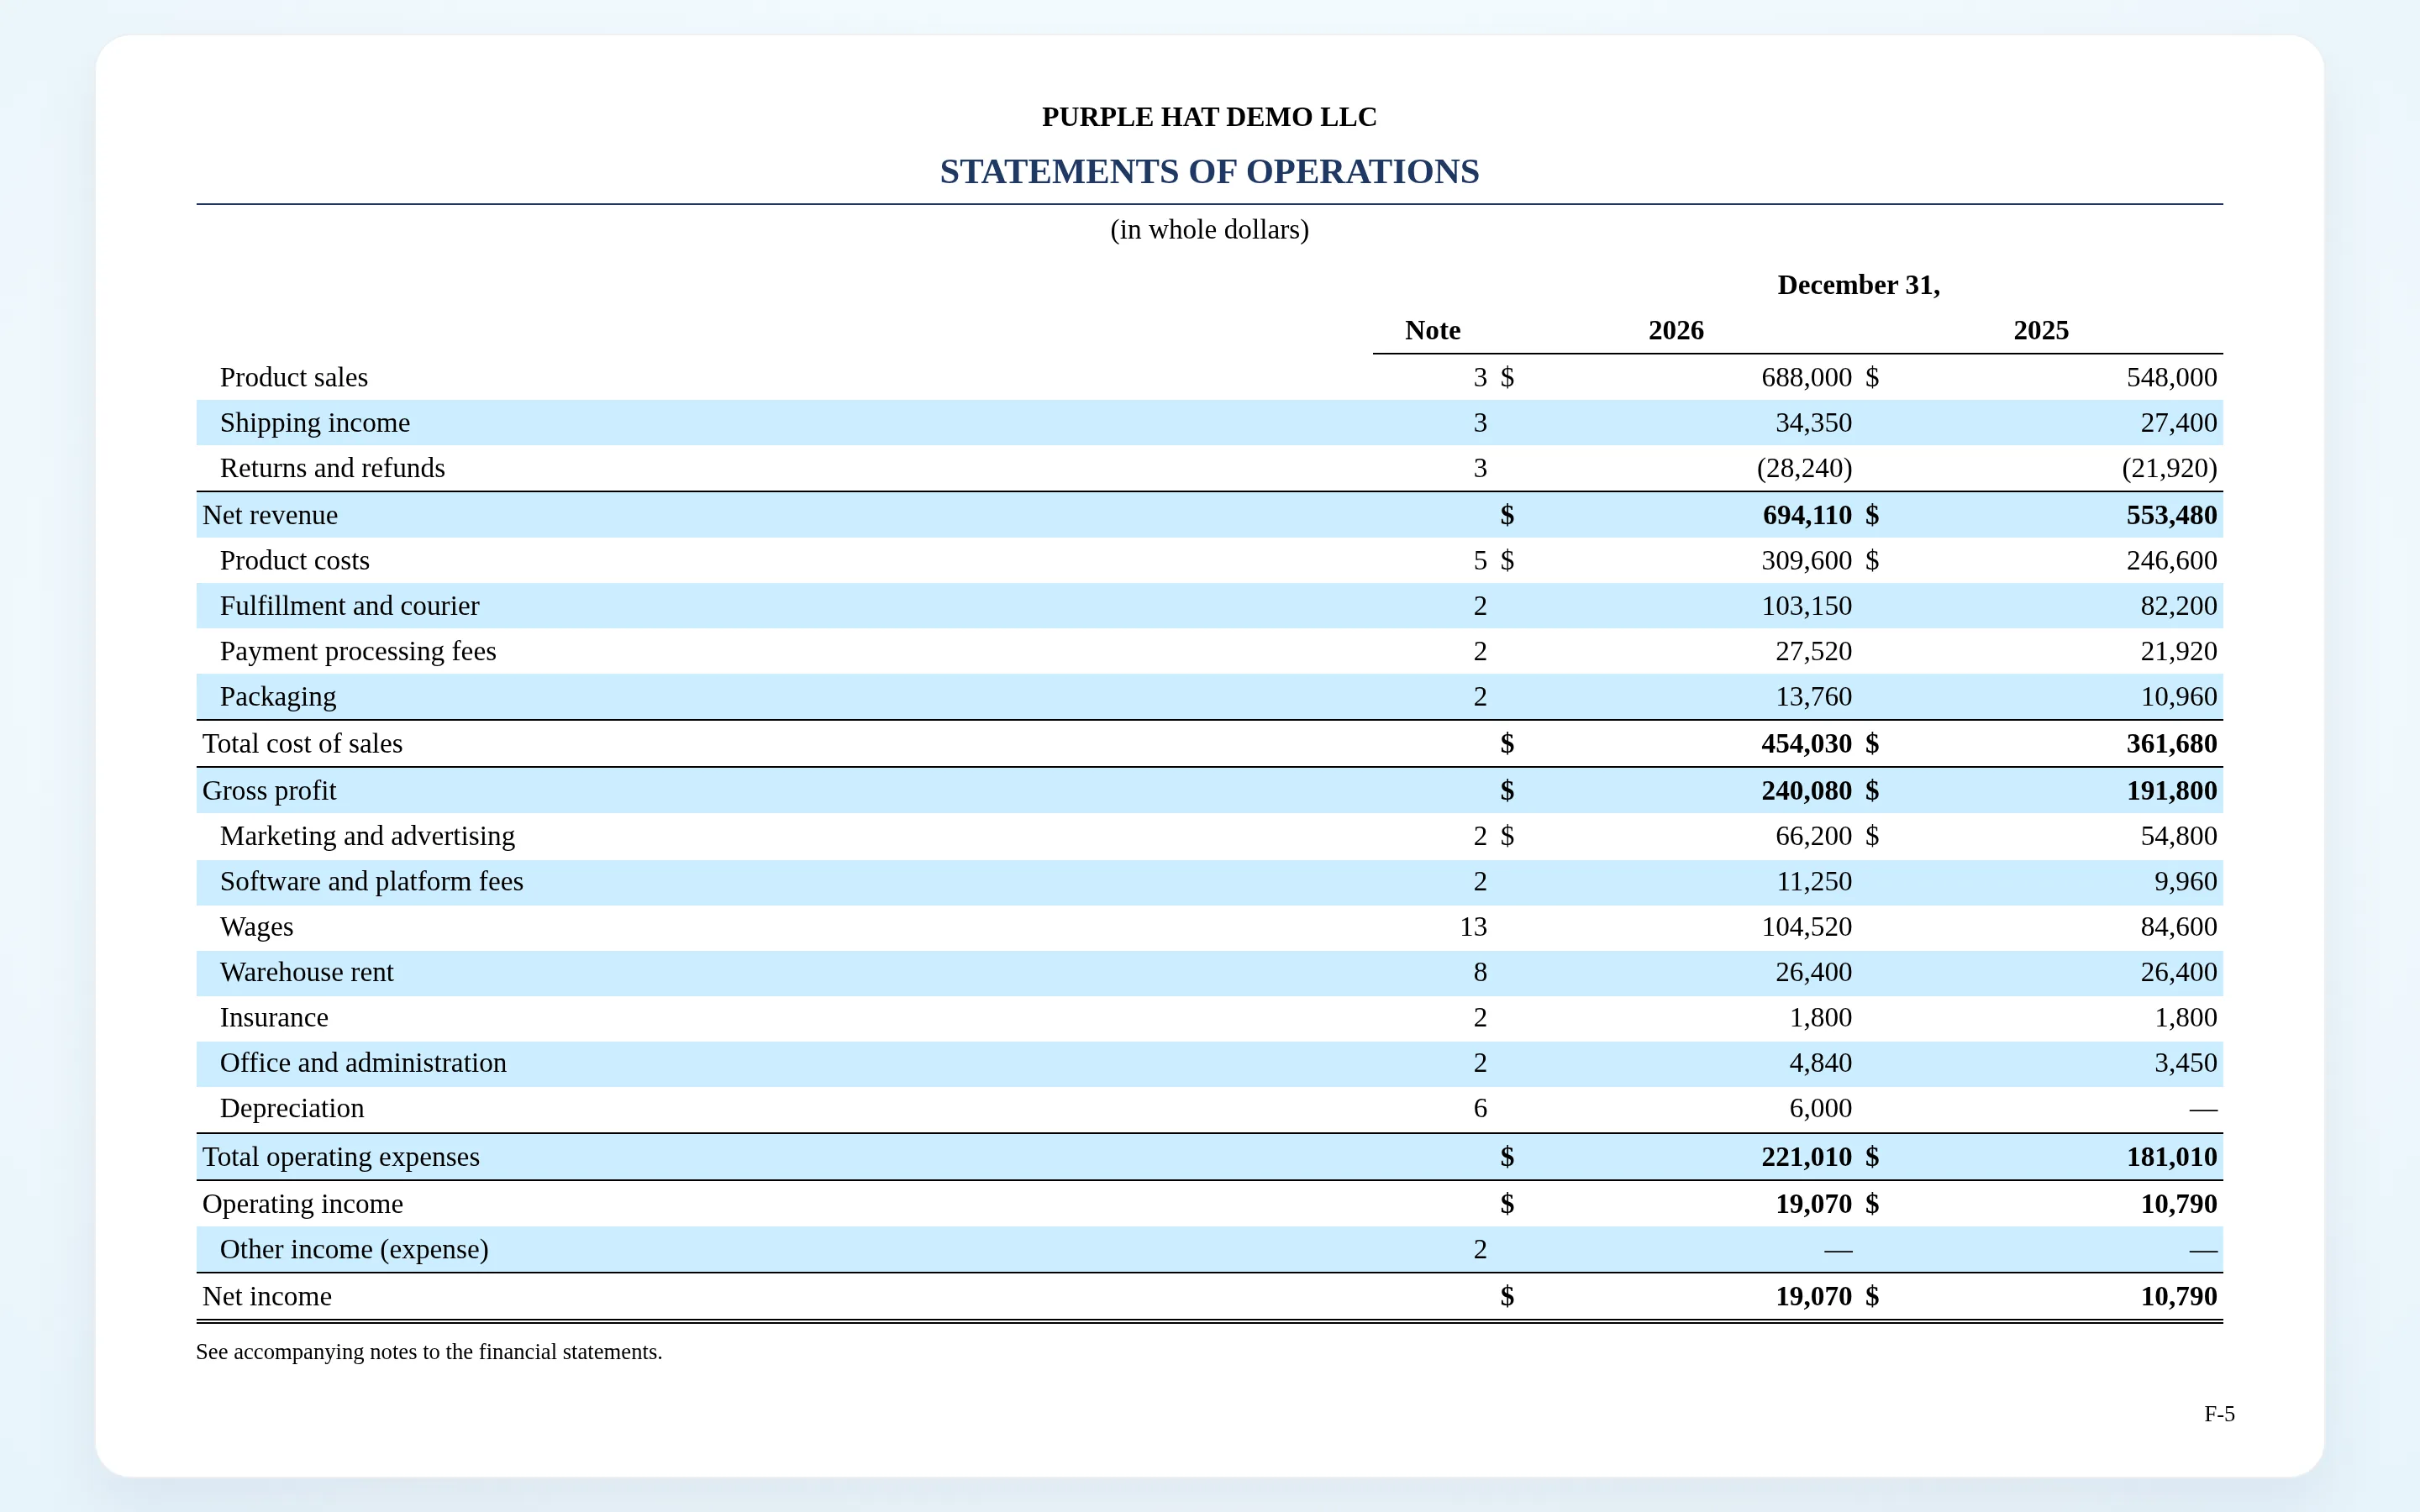 PURPLE HAT DEMO LLC
STATEMENTS OF OPERATIONS
(in whole dollars)
December 31,
Note 2026 2025
Product sales 3 $ 688,000 $ 548,000
Shipping income 3 34,350 27,400
Returns and refunds 3 (28,240) (21,920)
Net revenue $ 694,110 $ 553,480
Product costs 5 $ 309,600 $ 246,600
Fulfillment and courier 2 103,150 82,200
Payment processing fees 2 27,520 21,920
Packaging 2 13,760 10,960
Total cost of sales $ 454,030 $ 361,680
Gross profit $ 240,080 $ 191,800
Marketing and advertising 2 $ 66,200 $ 54,800
Software and platform fees 2 11,250 9,960
Wages 13 104,520 84,600
Warehouse rent 8 26,400 26,400
Insurance 2 1,800 1,800
Office and administration 2 4,840 3,450
Depreciation 6 6,000 —
Total operating expenses $ 221,010 $ 181,010
Operating income $ 19,070 $ 10,790
Other income (expense) 2 — —
Net income $ 19,070 $ 10,790
See accompanying notes to the financial statements.
F-5